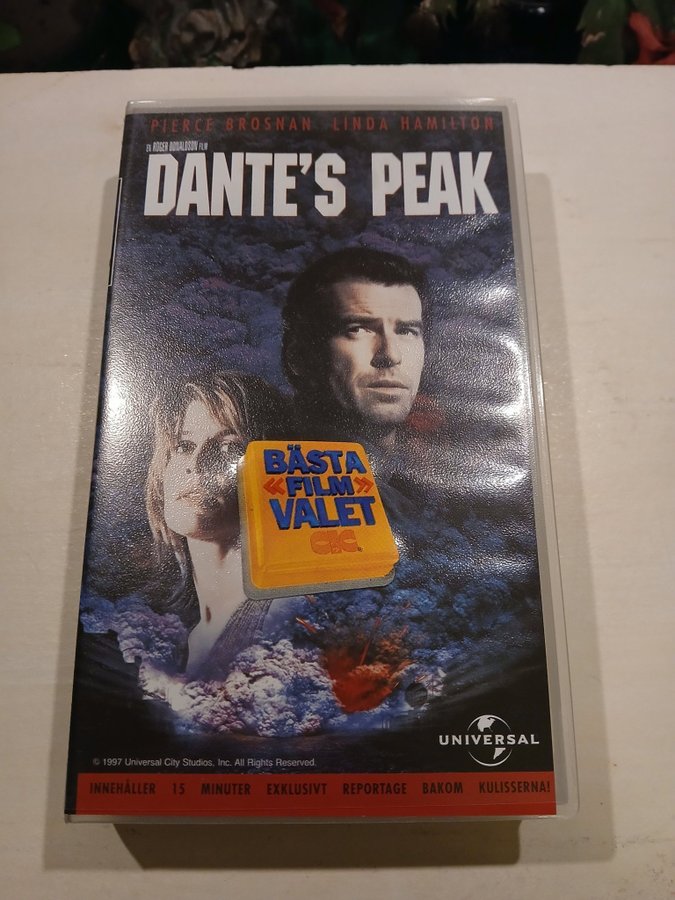 PIERCE BROSNAN LINDA HAMILTON
EN ROGER DONALDSON FILM
DANTE'S PEAK
BÄSTA
«FILM»
VALET
CIC
UNIVERSAL
© 1997 Universal City Studios, Inc. All Rights Reserved.
INNEHÅLLER 15 MINUTER EXKLUSIVT REPORTAGE BAKOM KULISSERNA!